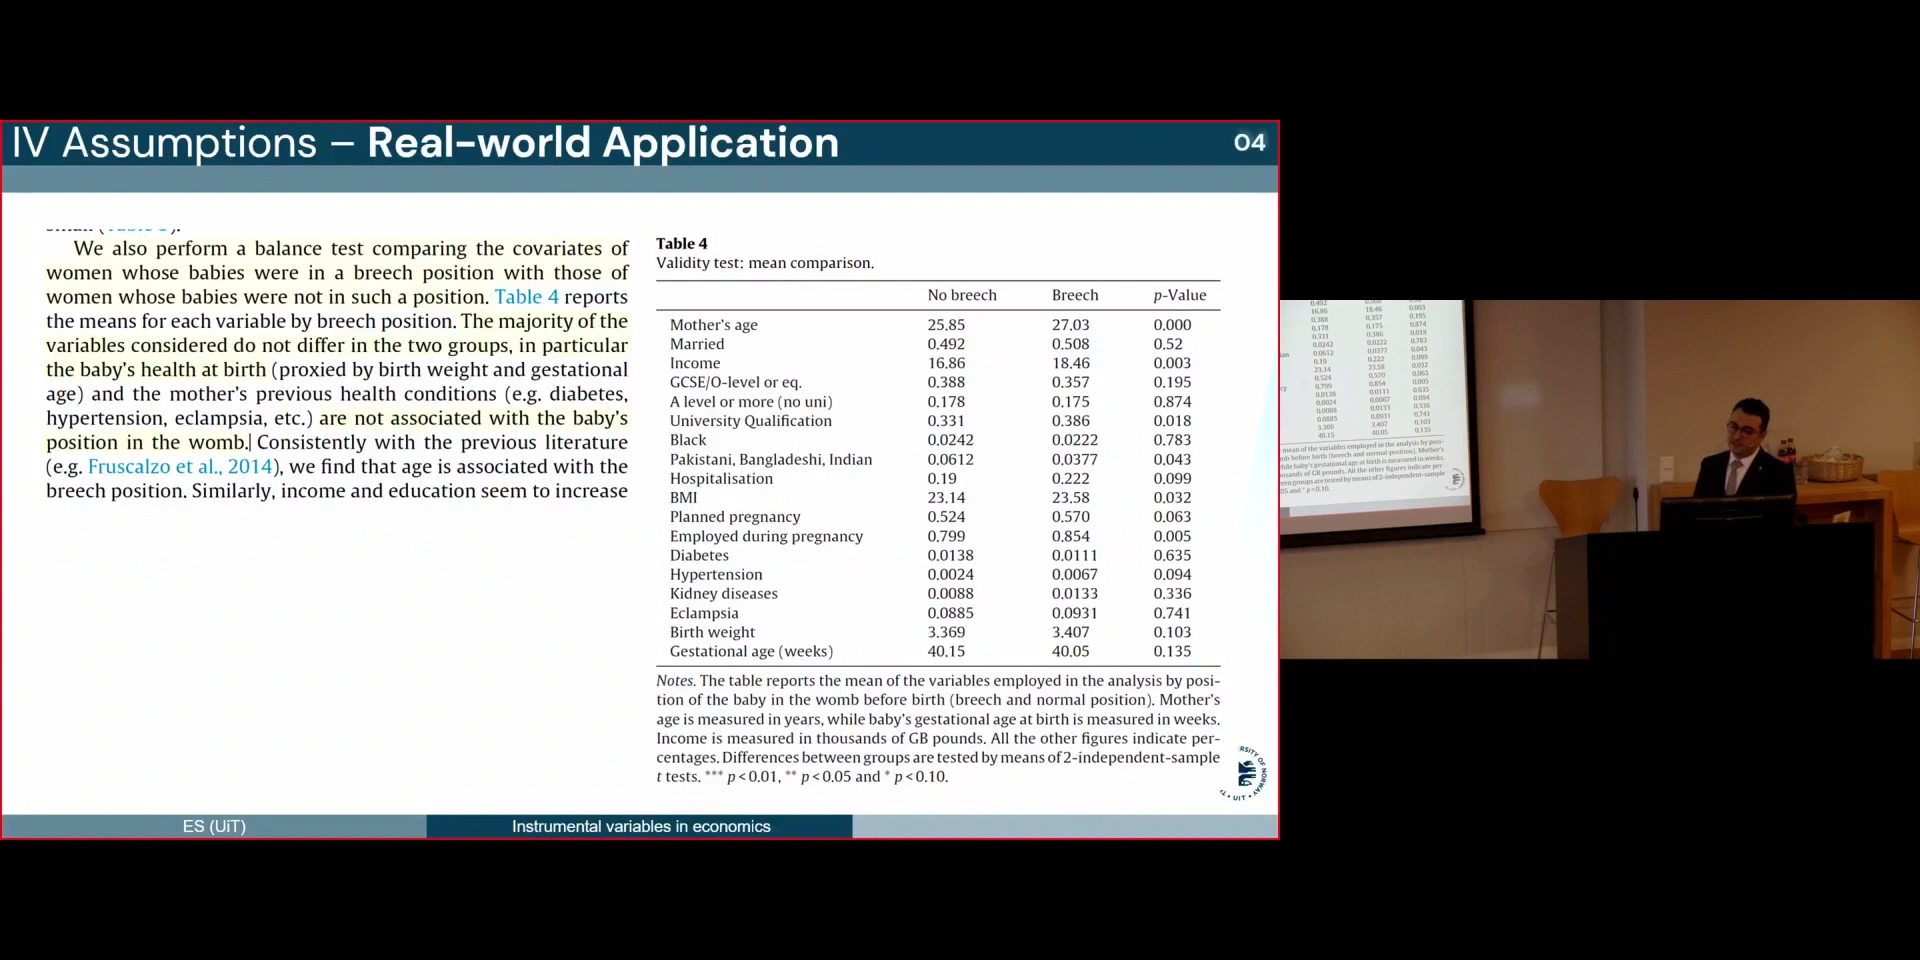 IV Assumptions – Real-world Application
04
We also perform a balance test comparing the covariates of
women whose babies were in a breech position with those of
women whose babies were not in such a position. Table 4 reports
the means for each variable by breech position. The majority of the
variables considered do not differ in the two groups, in particular
the baby's health at birth (proxied by birth weight and gestational
age) and the mother's previous health conditions (e.g. diabetes,
hypertension, eclampsia, etc.) are not associated with the baby's
position in the womb. Consistently with the previous literature
(e.g. Fruscalzo et al., 2014), we find that age is associated with the
breech position. Similarly, income and education seem to increase
Table 4
Validity test: mean comparison.
No breech Breech p-Value
Mother's age 25.85 27.03 0.000
Married 0.492 0.508 0.52
Income 16.86 18.46 0.003
GCSE/O-level or eq. 0.388 0.357 0.195
A level or more (no uni) 0.178 0.175 0.874
University Qualification 0.331 0.386 0.018
Black 0.0242 0.0222 0.783
Pakistani, Bangladeshi, Indian 0.0612 0.0377 0.043
Hospitalisation 0.19 0.222 0.099
BMI 23.14 23.58 0.032
Planned pregnancy 0.524 0.570 0.063
Employed during pregnancy 0.799 0.854 0.005
Diabetes 0.0138 0.0111 0.635
Hypertension 0.0024 0.0067 0.094
Kidney diseases 0.0088 0.0133 0.336
Eclampsia 0.0885 0.0931 0.741
Birth weight 3.369 3.407 0.103
Gestational age (weeks) 40.15 40.05 0.135
Notes. The table reports the mean of the variables employed in the analysis by posi-
tion of the baby in the womb before birth (breech and normal position). Mother's
age is measured in years, while baby's gestational age at birth is measured in weeks.
Income is measured in thousands of GB pounds. All the other figures indicate per-
centages. Differences between groups are tested by means of 2-independent-sample
t tests. *** p < 0.01, ** p < 0.05 and * p < 0.10.
ES (UiT)
Instrumental variables in economics